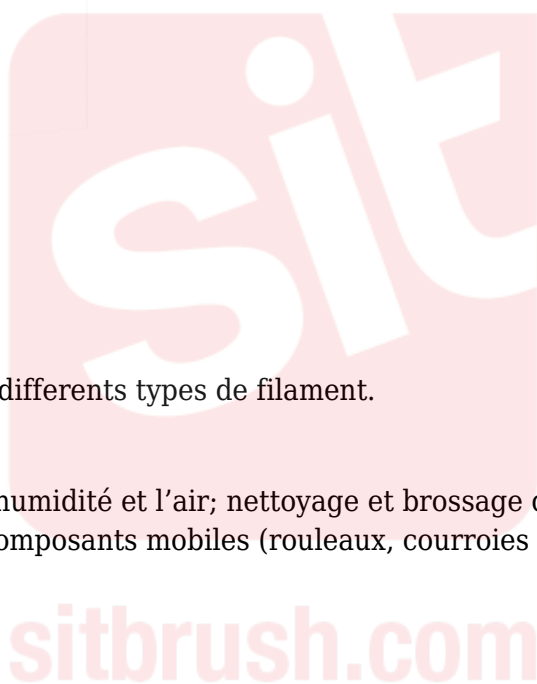 sit
differents types de filament.
humidité et l’air; nettoyage et brossage
omposants mobiles (rouleaux, courroies
sitbrush.com